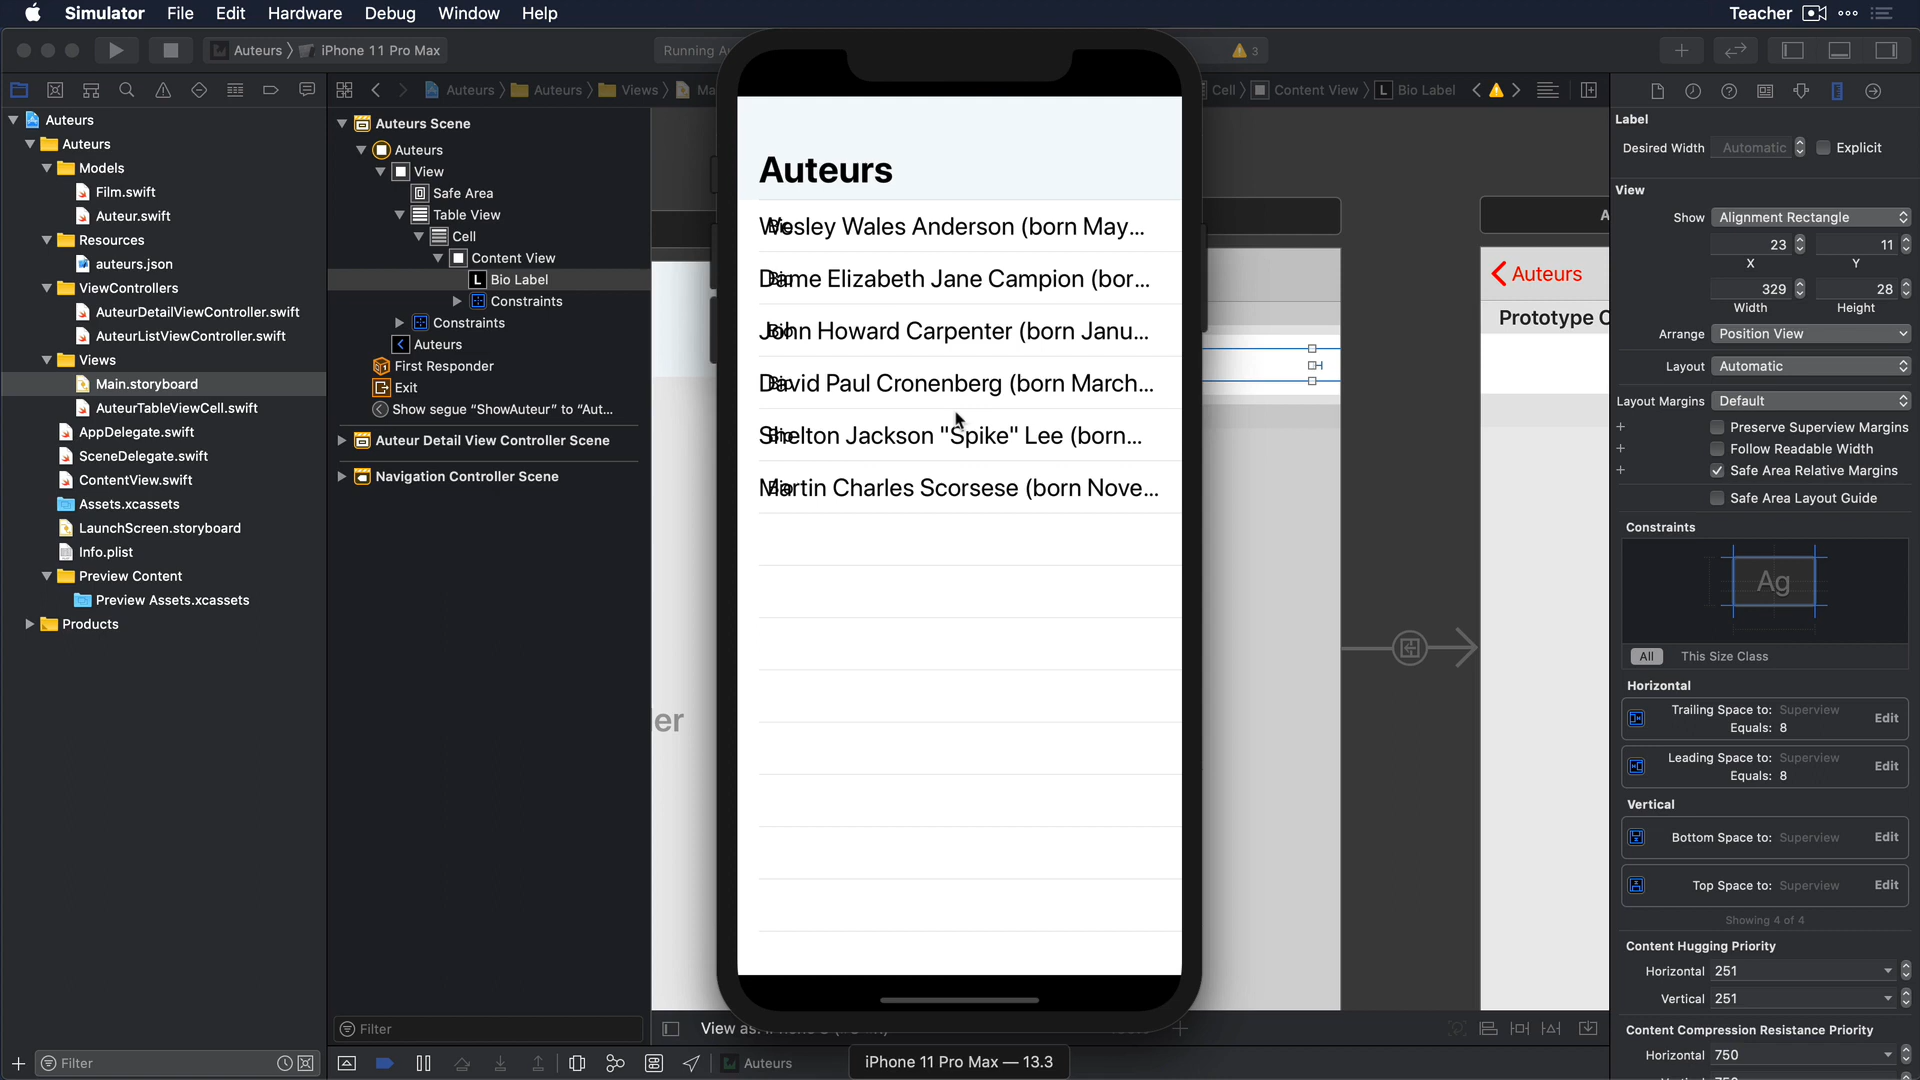 Simulator File Edit Hardware Debug Window Help
Teacher
Auteurs iPhone 11 Pro Max
Running
3
Auteurs
Auteurs
Models
Film.swift
Auteur.swift
Resources
auteurs.json
ViewControllers
AuteurDetailViewController.swift
AuteurListViewController.swift
Views
Main.storyboard
AuteurTableViewCell.swift
AppDelegate.swift
SceneDelegate.swift
ContentView.swift
Assets.xcassets
LaunchScreen.storyboard
Info.plist
Preview Content
Preview Assets.xcassets
Products
Filter
Auteurs Auteurs Views
Cell Content View L Bio Label
Auteurs Scene
Auteurs
View
Safe Area
Table View
Cell
Content View
L Bio Label
Constraints
Constraints
Auteurs
First Responder
Exit
Show segue “ShowAuteur” to “Aut...
Auteur Detail View Controller Scene
Navigation Controller Scene
Filter
Auteurs
Wesley Wales Anderson (born May...
Bio
Dame Elizabeth Jane Campion (bor...
Bio
John Howard Carpenter (born Janu...
Bio
David Paul Cronenberg (born March...
Bio
Shelton Jackson "Spike" Lee (born...
Bio
Martin Charles Scorsese (born Nove...
Bio
Auteurs
View as:
Auteurs
iPhone 11 Pro Max — 13.3
Label
Desired Width Automatic Explicit
View
Show Alignment Rectangle
23 11
X Y
329 28
Width Height
Arrange Position View
Layout Automatic
Layout Margins Default
Preserve Superview Margins
Follow Readable Width
Safe Area Relative Margins
Safe Area Layout Guide
Constraints
Ag
All This Size Class
Horizontal
Trailing Space to: Superview
Equals: 8
Edit
Leading Space to: Superview
Equals: 8
Edit
Vertical
Bottom Space to: Superview Edit
Top Space to: Superview Edit
Showing 4 of 4
Content Hugging Priority
Horizontal 251
Vertical 251
Content Compression Resistance Priority
Horizontal 750